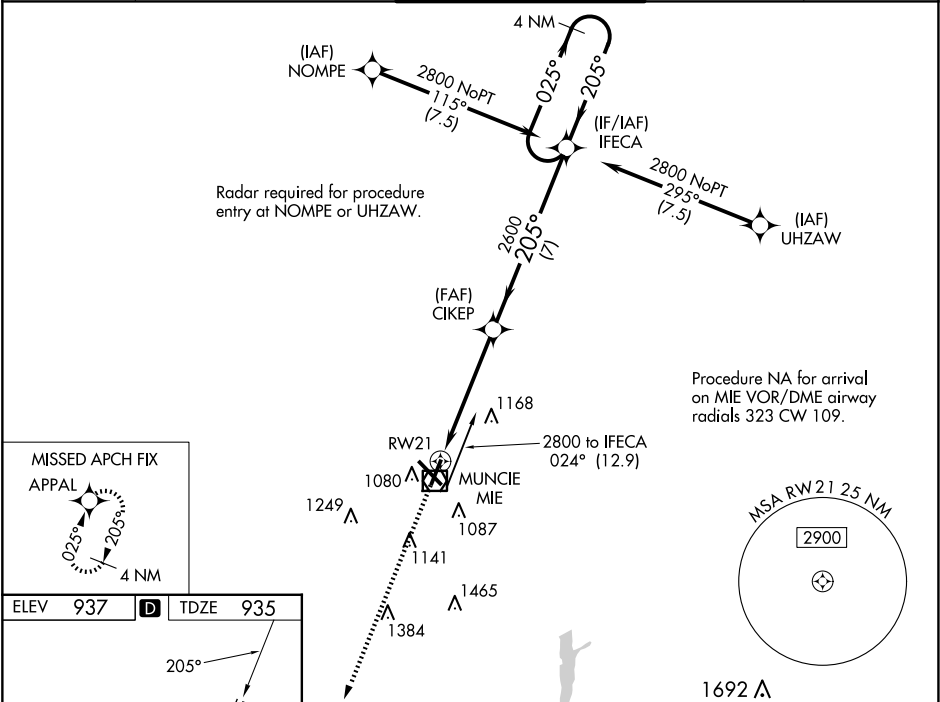 4 NM
025°
205°
(IAF)
NOMPE
2800 NoPT
115°
(7.5)
(IF/IAF)
IFECA
2800 NoPT
295°
(7.5)
(IAF)
UHZAW
Radar required for procedure
entry at NOMPE or UHZAW.
2600
205°
(7)
(FAF)
CIKEP
Procedure NA for arrival
on MIE VOR/DME airway
radials 323 CW 109.
1168
RW21
2800 to IFECA
024° (12.9)
1080
MUNCIE
MIE
1249
1087
1141
1465
1384
MISSED APCH FIX
APPAL
025°
205°
4 NM
MSA RW21 25 NM
2900
ELEV 937 D TDZE 935
205°
1692